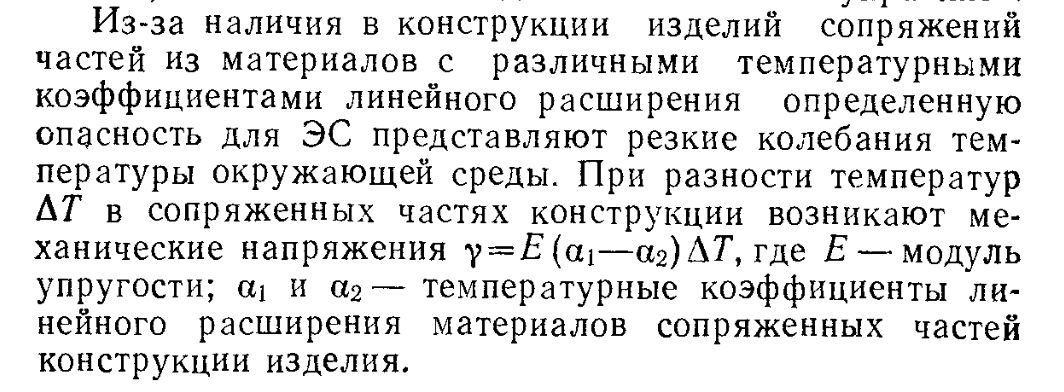 Из-за наличия в конструкции изделий сопряжений
частей из материалов с различными температурными
коэффициентами линейного расширения определенную
опасность для ЭС представляют резкие колебания тем-
пературы окружающей среды. При разности температур
ΔT в сопряженных частях конструкции возникают ме-
ханические напряжения γ=E(α₁—α₂)ΔT, где E — модуль
упругости; α₁ и α₂ — температурные коэффициенты ли-
нейного расширения материалов сопряженных частей
конструкции изделия.